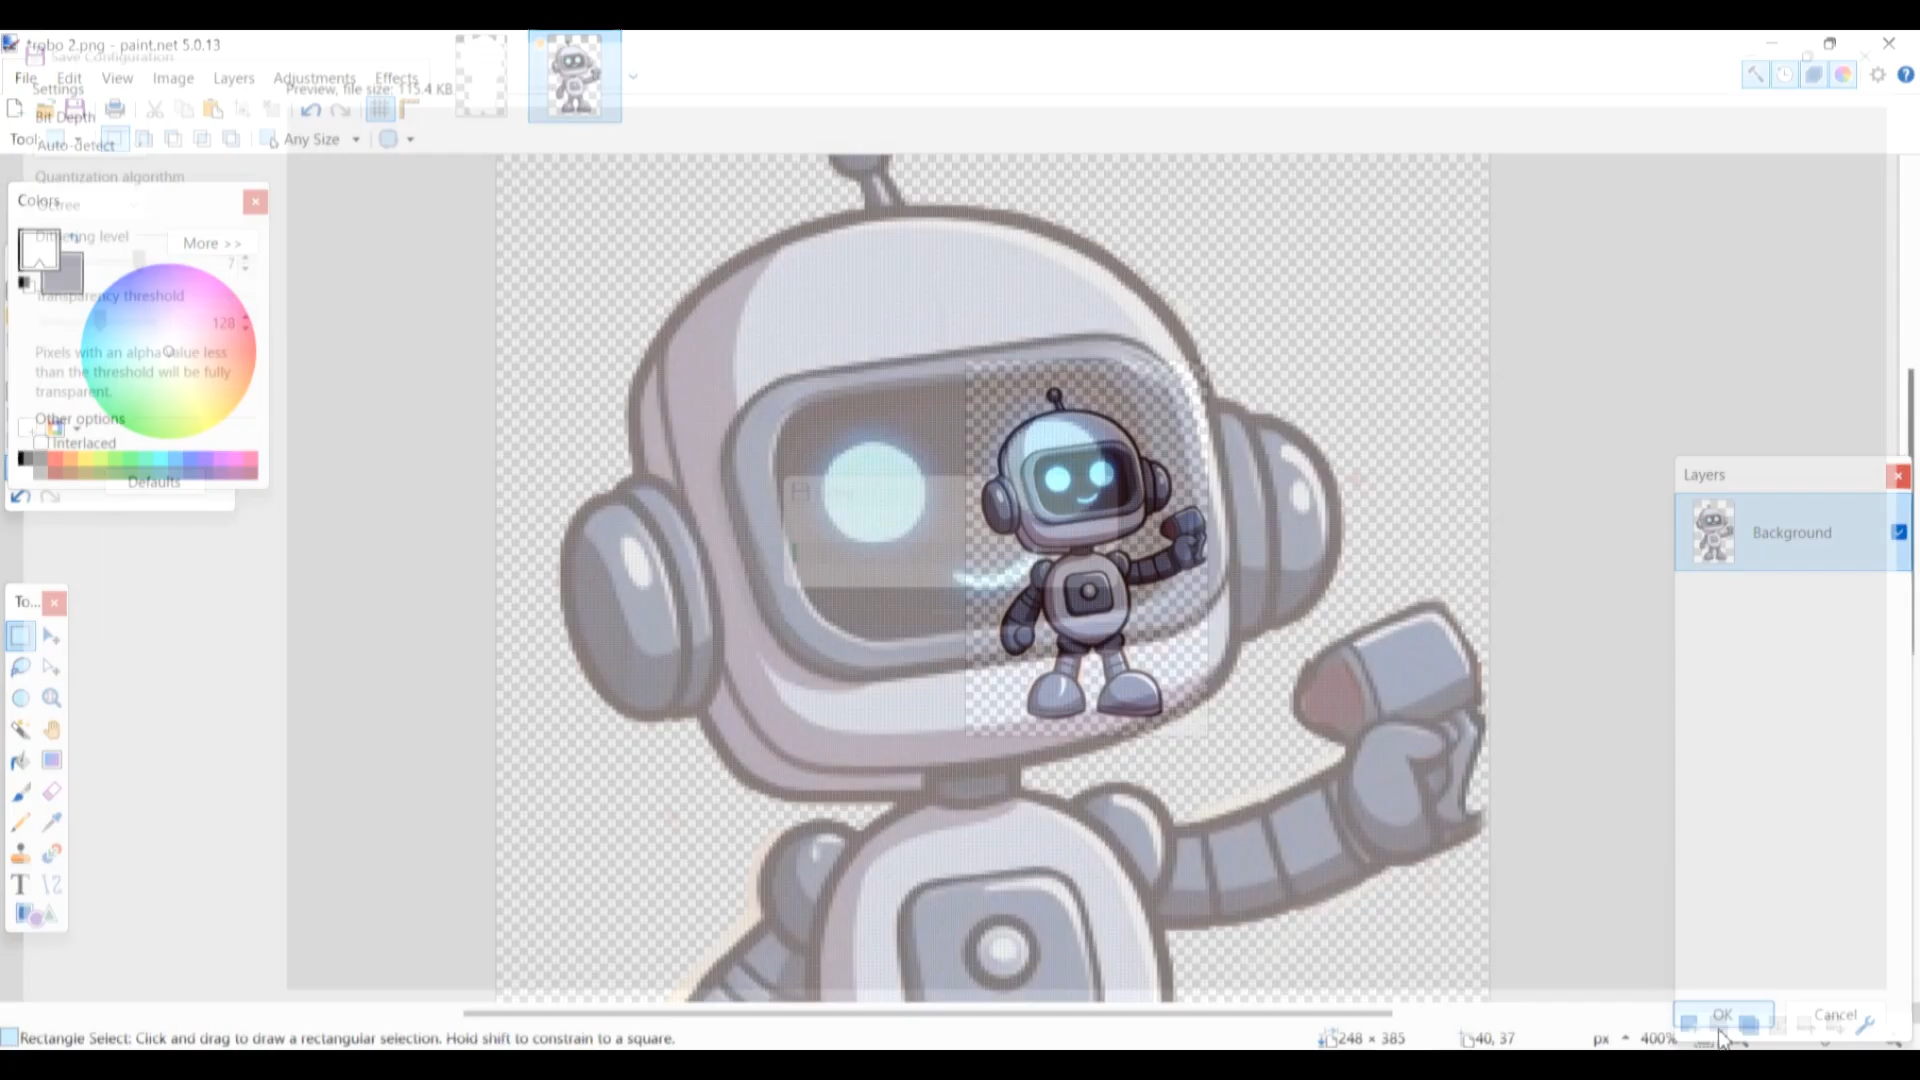 *robo 2.png - paint.net 5.0.13
Save Configuration
File Edit View Image Layers Adjustments Effects
Settings
Preview, file size: 115.4 KB
Bit Depth
Tool:
Any Size
Auto-detect
Quantization algorithm
Colors
Octree
Dithering level
More >>
7
Transparency threshold
128
Pixels with an alpha value less
than the threshold will be fully
transparent.
Other options
Interlaced
Defaults
Layers
Background
To...
OK
Cancel
Rectangle Select: Click and drag to draw a rectangular selection. Hold shift to constrain to a square.
248 × 385
40, 37
px
400%